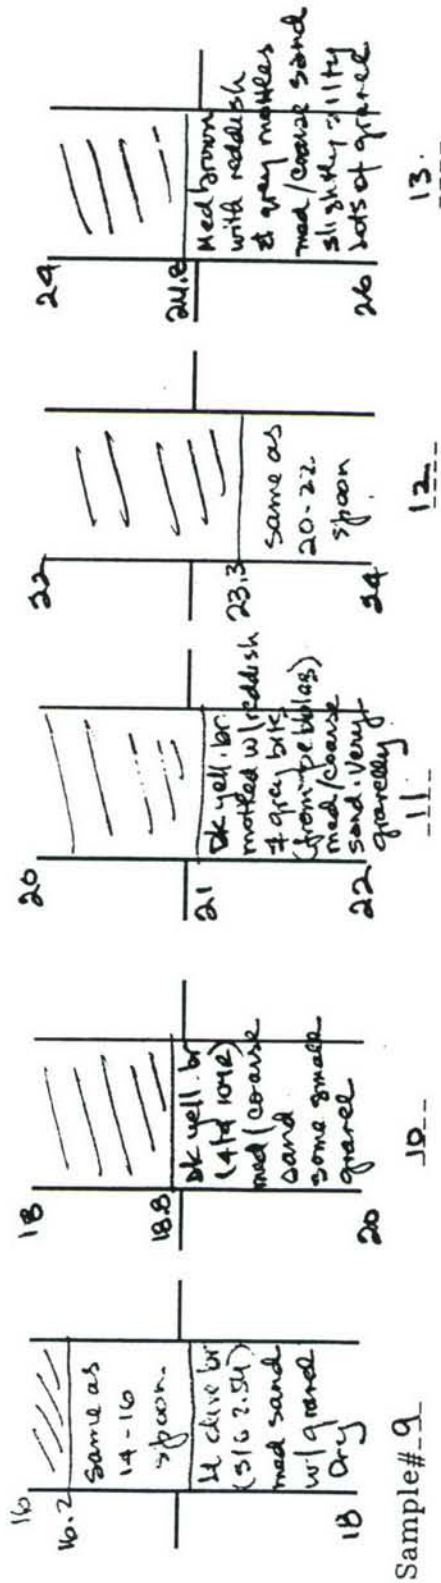 16
16.2
same as
14-16
spoon.
Lt olive br
(5/6 2.5Y)
med sand
w/ gravel
Dry
18
Sample# 9
18
18.8
Dk yell. br
(4/4 10YR)
med/coarse
sand
some small
gravel
20
10
20
21
Dk yell. br.
motled w/ reddish
& grey brk
(from pebbles)
med/coarse
sand. Very
gravelly
22
11
22
23.3
same as
20-22
spoon
24
12
24
24.8
Med brown
with reddish
& grey mottles
med/coarse sand
slightly silty
lots of gravel
26
13.